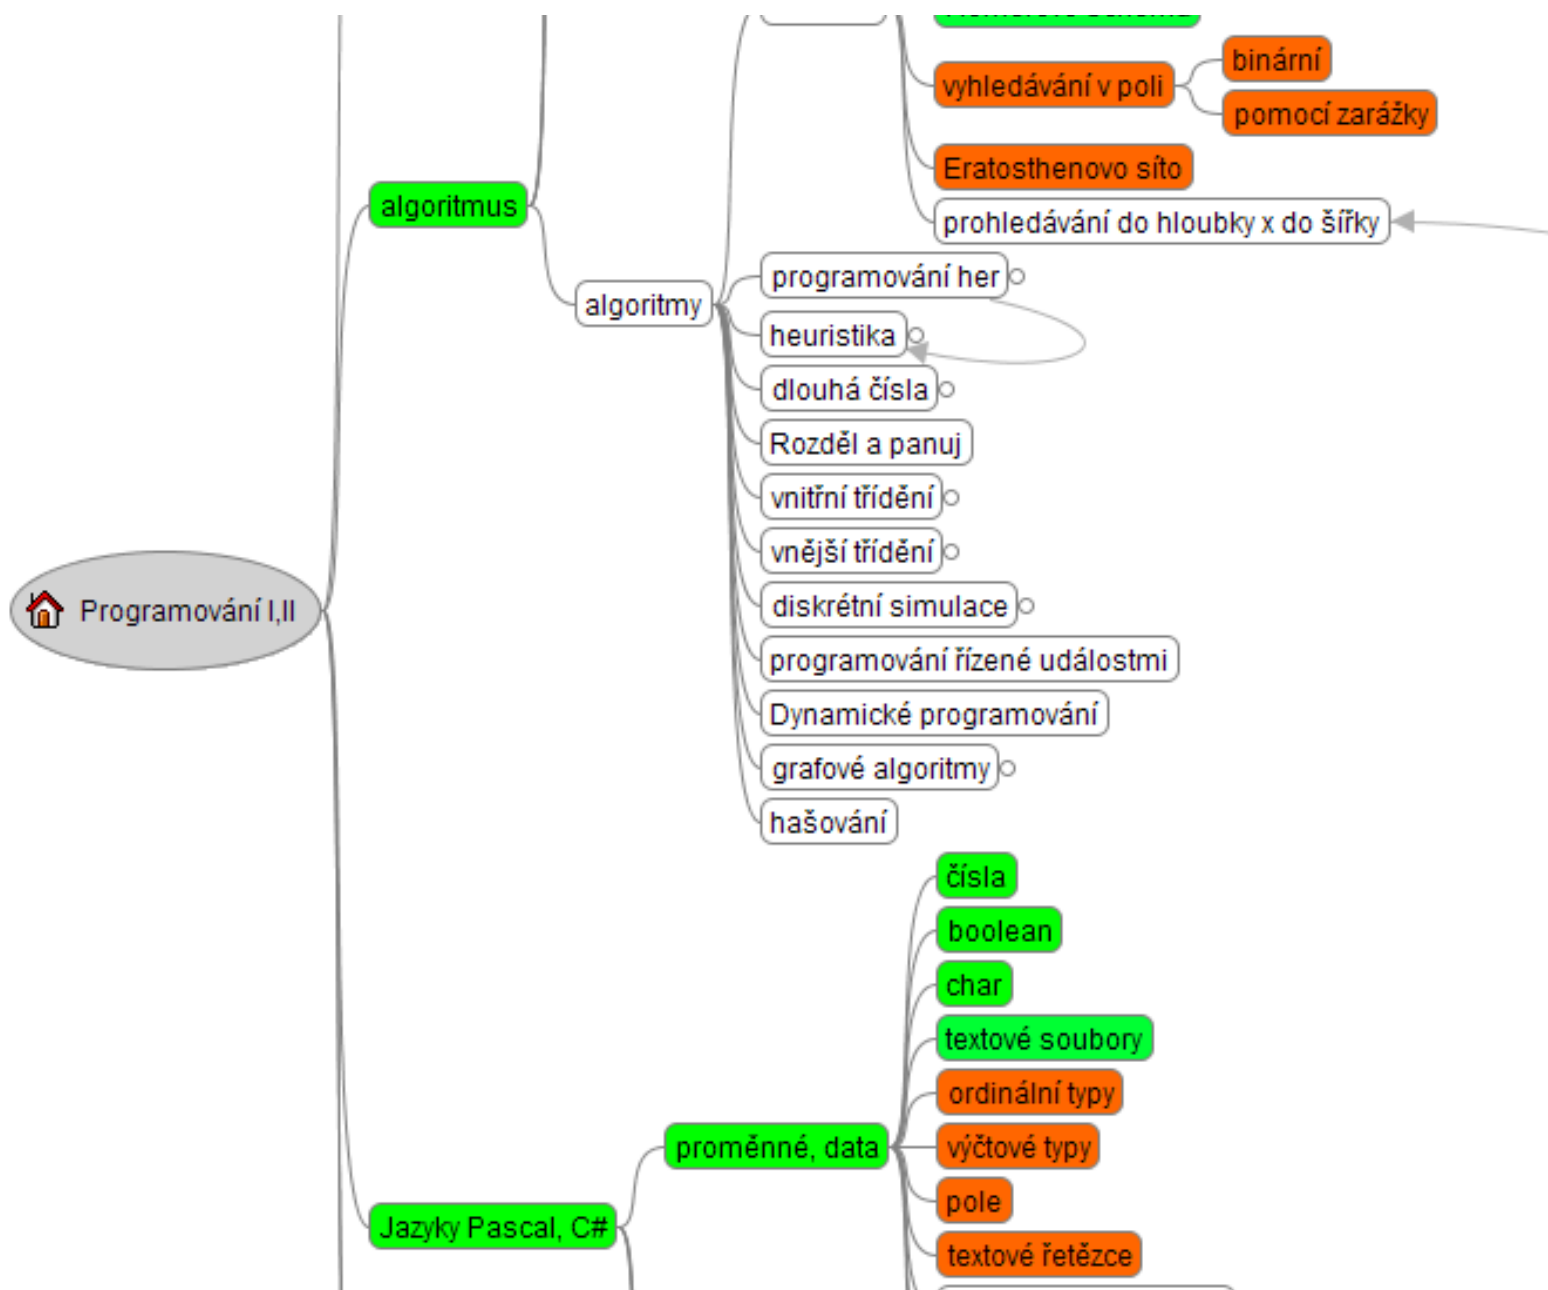 binární
vyhledávání v poli
pomocí zarážky
Eratosthenovo síto
algoritmus
prohledávání do hloubky x do šířky
programování her
algoritmy
heuristika
dlouhá čísla
Rozděl a panuj
vnitřní třídění
vnější třídění
diskrétní simulace
Programování I,II
programování řízené událostmi
Dynamické programování
grafové algoritmy
hašování
čísla
boolean
char
textové soubory
ordinální typy
proměnné, data
výčtové typy
pole
Jazyky Pascal, C#
textové řetězce